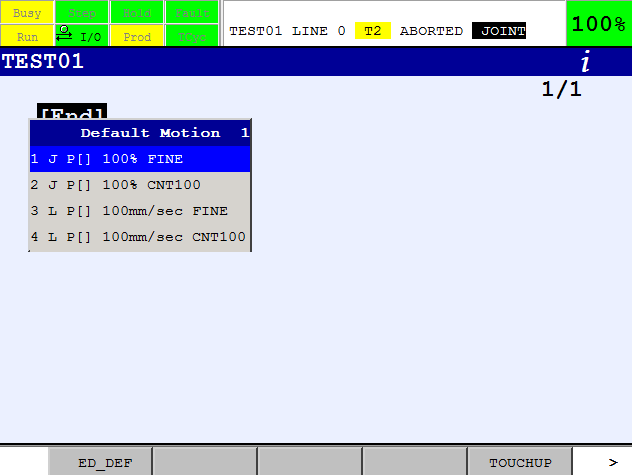 Busy Step Hold Fault
Run I/O Prod TCyc
TEST01 LINE 0 T2 ABORTED JOINT
100%
TEST01 i
1/1
[End]
Default Motion 1
1 J P[] 100% FINE
2 J P[] 100% CNT100
3 L P[] 100mm/sec FINE
4 L P[] 100mm/sec CNT100
ED_DEF TOUCHUP >